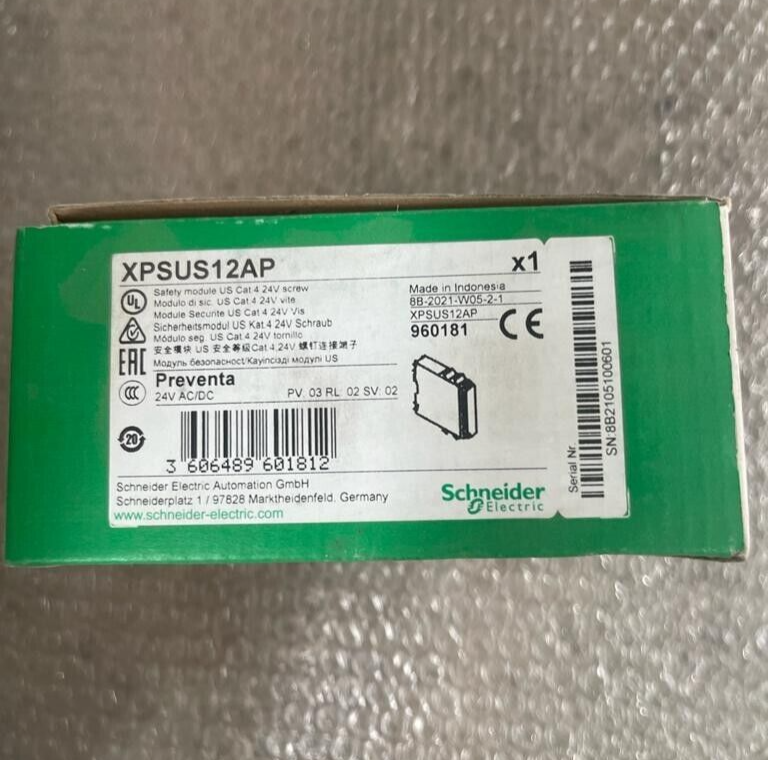 XPSUS12AP
x1
Safety module US Cat 4 24V screw
Modulo di sic. US Cat 4 24V vite
Module Securite US Cat 4 24V Vis
Sicherheitsmodul US Kat 4 24V Schraub
Módulo seg. US Cat 4 24V tornillo
安全模块 US 安全等级Cat 4,24V 螺钉连接端子
Модуль безопасност/Қауіпсізді модулі US
UL
EAC
CCC
20
Made in Indonesia
8B-2021-W05-2-1
XPSUS12AP
960181
CE
Preventa
24V AC/DC
PV: 03 RL: 02 SV: 02
3 606489 601812
Schneider Electric Automation GmbH
Schneiderplatz 1 / 97828 Marktheidenfeld, Germany
www.schneider-electric.com
Schneider
Electric
Serial Nr.
SN:8B2105100601